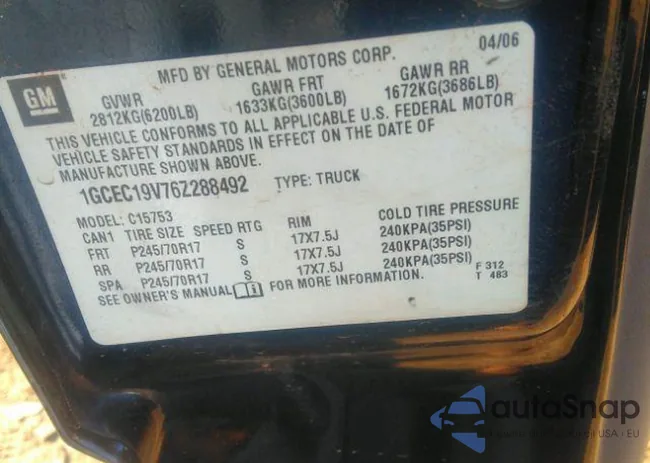 MFD BY GENERAL MOTORS CORP. 04/06
GM
GVWR GAWR FRT GAWR RR
2812KG(6200LB) 1633KG(3600LB) 1672KG(3686LB)
THIS VEHICLE CONFORMS TO ALL APPLICABLE U.S. FEDERAL MOTOR
VEHICLE SAFETY STANDARDS IN EFFECT ON THE DATE OF
MANUFACTURE SHOWN ABOVE.
1GCEC19V76Z288492 TYPE: TRUCK
MODEL: C15753
CAN1 TIRE SIZE SPEED RTG RIM COLD TIRE PRESSURE
FRT P245/70R17 S 17X7.5J 240KPA(35PSI)
RR P245/70R17 S 17X7.5J 240KPA(35PSI)
SPA P245/70R17 S 17X7.5J 240KPA(35PSI)
SEE OWNER'S MANUAL FOR MORE INFORMATION.
F 312
T 483
autoSnap
USA - EU